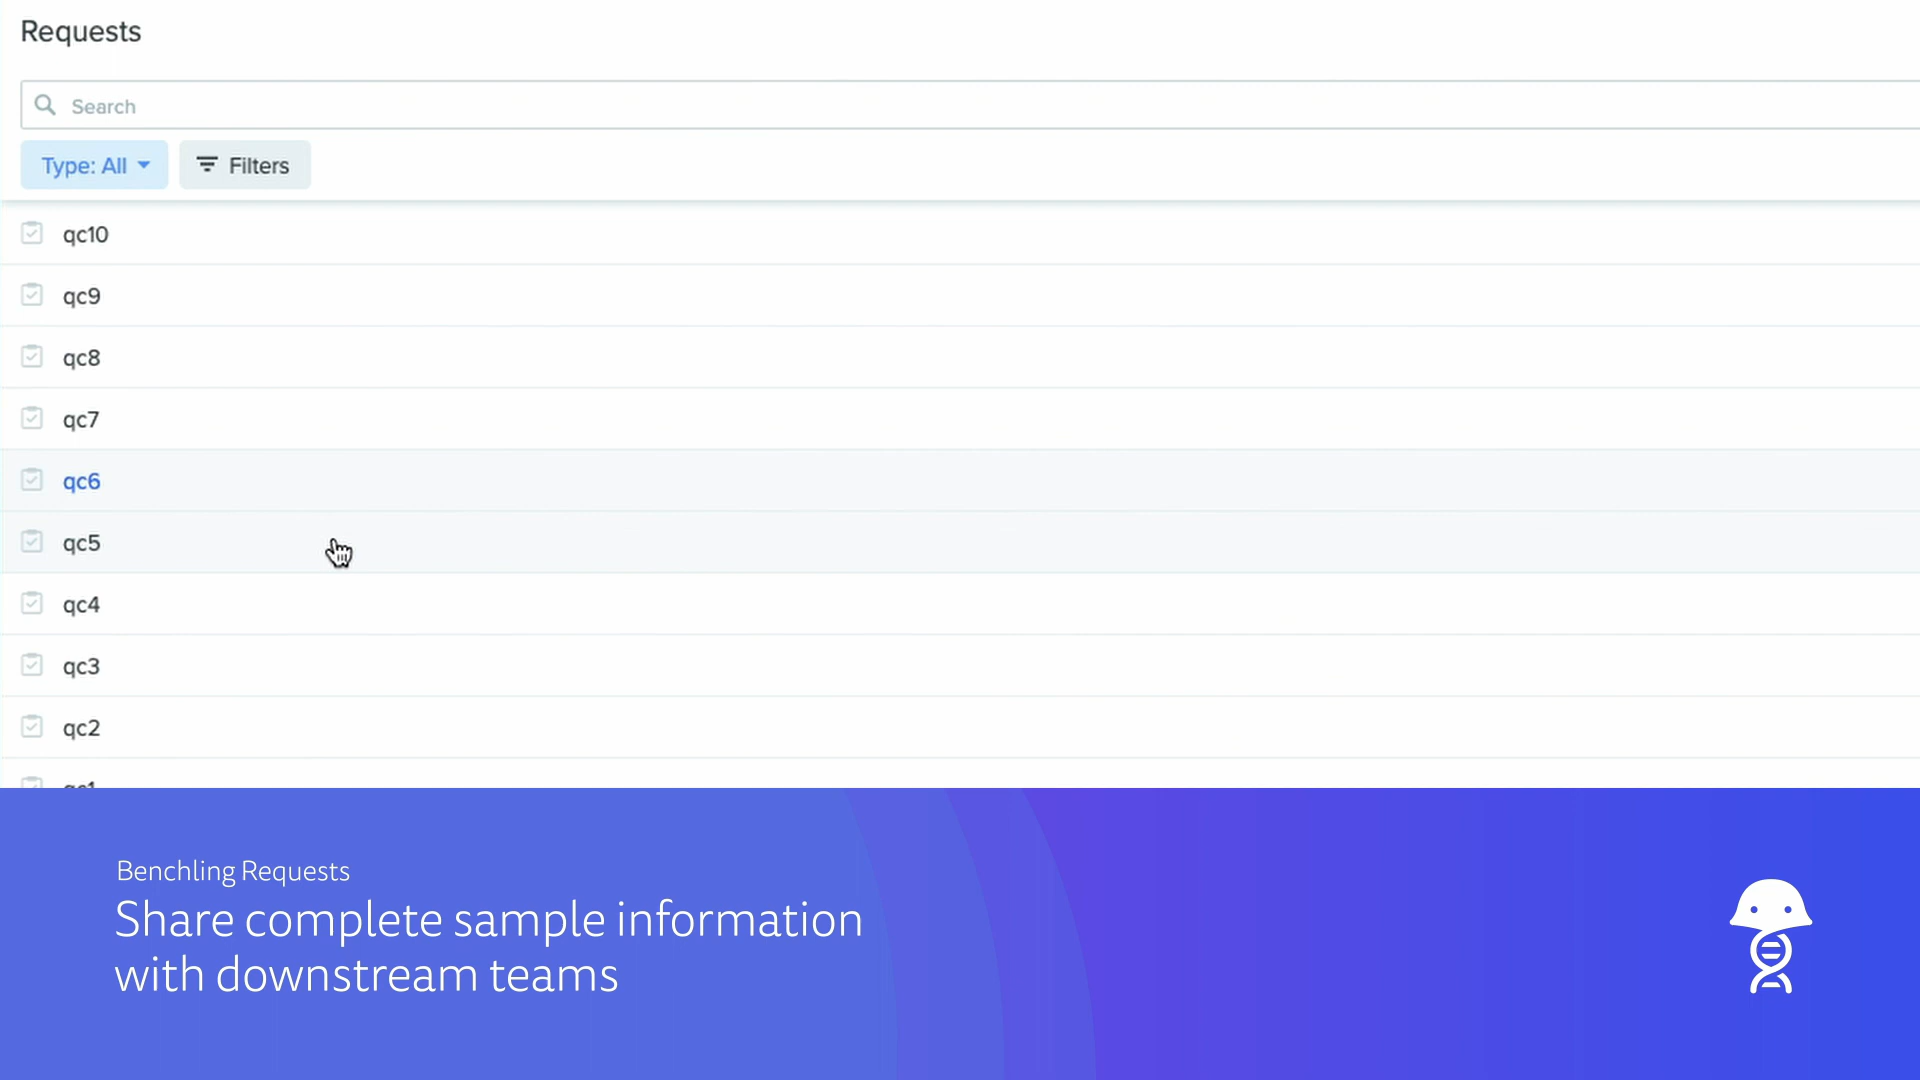 Requests
Search
Type: All
Filters
qc10
qc9
qc8
qc7
qc6
qc5
qc4
qc3
qc2
qc1
Benchling Requests
Share complete sample information
with downstream teams